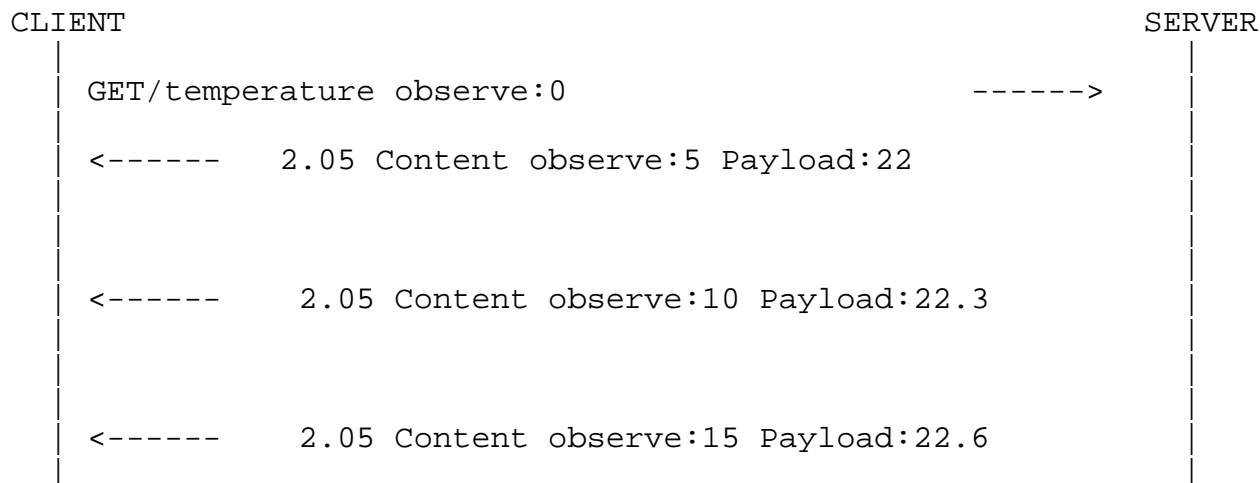 CLIENT SERVER
GET/temperature observe:0 ------>
<------ 2.05 Content observe:5 Payload:22
<------ 2.05 Content observe:10 Payload:22.3
<------ 2.05 Content observe:15 Payload:22.6